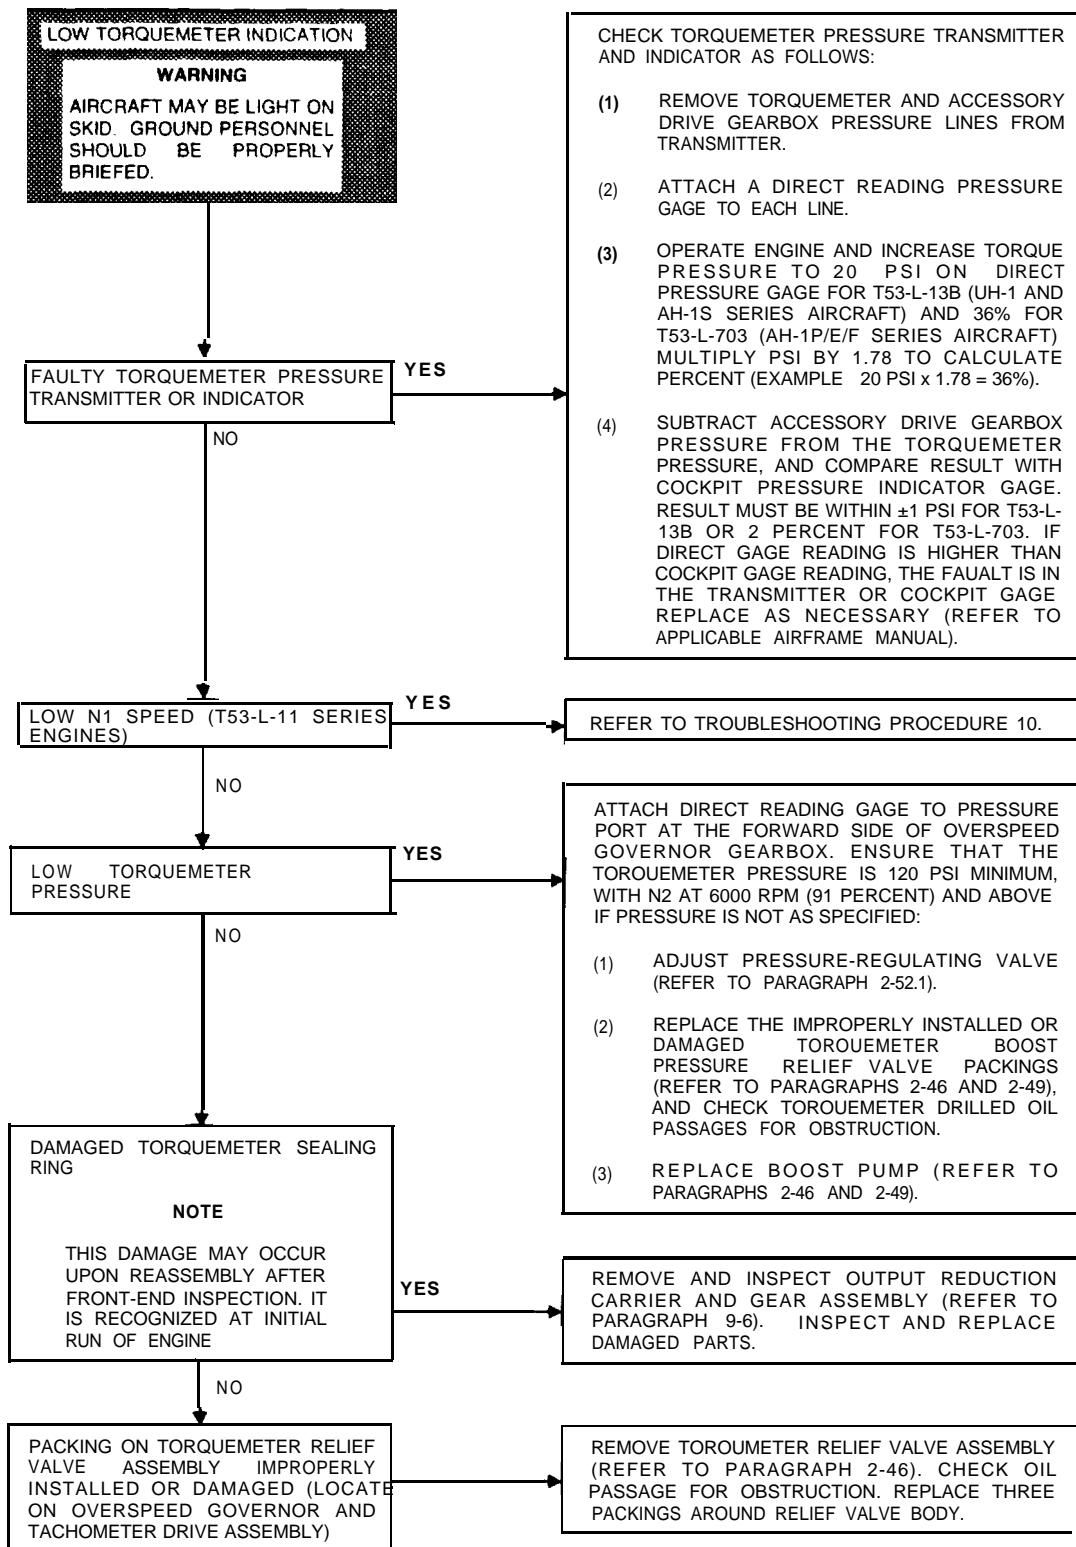 LOW TORQUEMETER INDICATION
WARNING
AIRCRAFT MAY BE LIGHT ON
SKID. GROUND PERSONNEL
SHOULD BE PROPERLY
BRIEFED.
FAULTY TORQUEMETER PRESSURE
TRANSMITTER OR INDICATOR
YES
NO
CHECK TORQUEMETER PRESSURE TRANSMITTER
AND INDICATOR AS FOLLOWS:
(1) REMOVE TORQUEMETER AND ACCESSORY
DRIVE GEARBOX PRESSURE LINES FROM
TRANSMITTER.
(2) ATTACH A DIRECT READING PRESSURE
GAGE TO EACH LINE.
(3) OPERATE ENGINE AND INCREASE TORQUE
PRESSURE TO 20 PSI ON DIRECT
PRESSURE GAGE FOR T53-L-13B (UH-1 AND
AH-1S SERIES AIRCRAFT) AND 36% FOR
T53-L-703 (AH-1P/E/F SERIES AIRCRAFT)
MULTIPLY PSI BY 1.78 TO CALCULATE
PERCENT (EXAMPLE 20 PSI x 1.78 = 36%).
(4) SUBTRACT ACCESSORY DRIVE GEARBOX
PRESSURE FROM THE TORQUEMETER
PRESSURE, AND COMPARE RESULT WITH
COCKPIT PRESSURE INDICATOR GAGE.
RESULT MUST BE WITHIN ±1 PSI FOR T53-L-
13B OR 2 PERCENT FOR T53-L-703. IF
DIRECT GAGE READING IS HIGHER THAN
COCKPIT GAGE READING, THE FAUALT IS IN
THE TRANSMITTER OR COCKPIT GAGE
REPLACE AS NECESSARY (REFER TO
APPLICABLE AIRFRAME MANUAL).
LOW N1 SPEED (T53-L-11 SERIES
ENGINES)
YES
NO
REFER TO TROUBLESHOOTING PROCEDURE 10.
LOW TORQUEMETER
PRESSURE
YES
NO
ATTACH DIRECT READING GAGE TO PRESSURE
PORT AT THE FORWARD SIDE OF OVERSPEED
GOVERNOR GEARBOX. ENSURE THAT THE
TOROUEMETER PRESSURE IS 120 PSI MINIMUM,
WITH N2 AT 6000 RPM (91 PERCENT) AND ABOVE
IF PRESSURE IS NOT AS SPECIFIED:
(1) ADJUST PRESSURE-REGULATING VALVE
(REFER TO PARAGRAPH 2-52.1).
(2) REPLACE THE IMPROPERLY INSTALLED OR
DAMAGED TOROUEMETER BOOST
PRESSURE RELIEF VALVE PACKINGS
(REFER TO PARAGRAPHS 2-46 AND 2-49),
AND CHECK TOROUEMETER DRILLED OIL
PASSAGES FOR OBSTRUCTION.
(3) REPLACE BOOST PUMP (REFER TO
PARAGRAPHS 2-46 AND 2-49).
DAMAGED TORQUEMETER SEALING
RING
NOTE
THIS DAMAGE MAY OCCUR
UPON REASSEMBLY AFTER
FRONT-END INSPECTION. IT
IS RECOGNIZED AT INITIAL
RUN OF ENGINE
YES
NO
REMOVE AND INSPECT OUTPUT REDUCTION
CARRIER AND GEAR ASSEMBLY (REFER TO
PARAGRAPH 9-6). INSPECT AND REPLACE
DAMAGED PARTS.
PACKING ON TORQUEMETER RELIEF
VALVE ASSEMBLY IMPROPERLY
INSTALLED OR DAMAGED (LOCATE
ON OVERSPEED GOVERNOR AND
TACHOMETER DRIVE ASSEMBLY)
REMOVE TOROUMETER RELIEF VALVE ASSEMBLY
(REFER TO PARAGRAPH 2-46). CHECK OIL
PASSAGE FOR OBSTRUCTION. REPLACE THREE
PACKINGS AROUND RELIEF VALVE BODY.